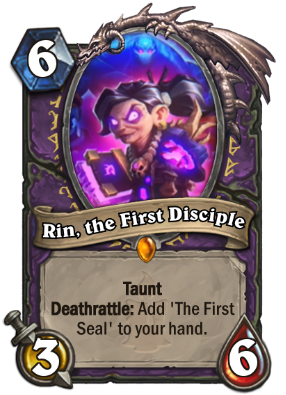 6
Rin, the First Disciple
Taunt
Deathrattle: Add 'The First
Seal' to your hand.
3
6